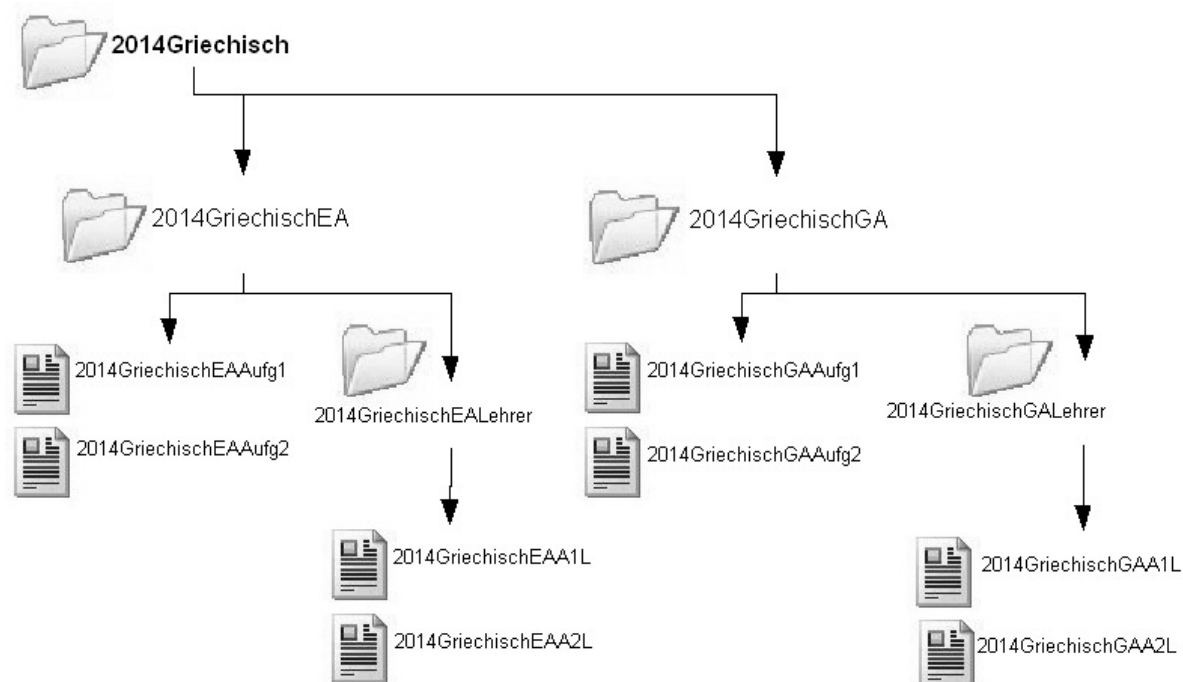 2014Griechisch
2014GriechischEA
2014GriechischGA
2014GriechischEAAufg1
2014GriechischEAAufg2
2014GriechischEALehrer
2014GriechischGAAufg1
2014GriechischGAAufg2
2014GriechischGALehrer
2014GriechischEAA1L
2014GriechischEAA2L
2014GriechischGAA1L
2014GriechischGAA2L